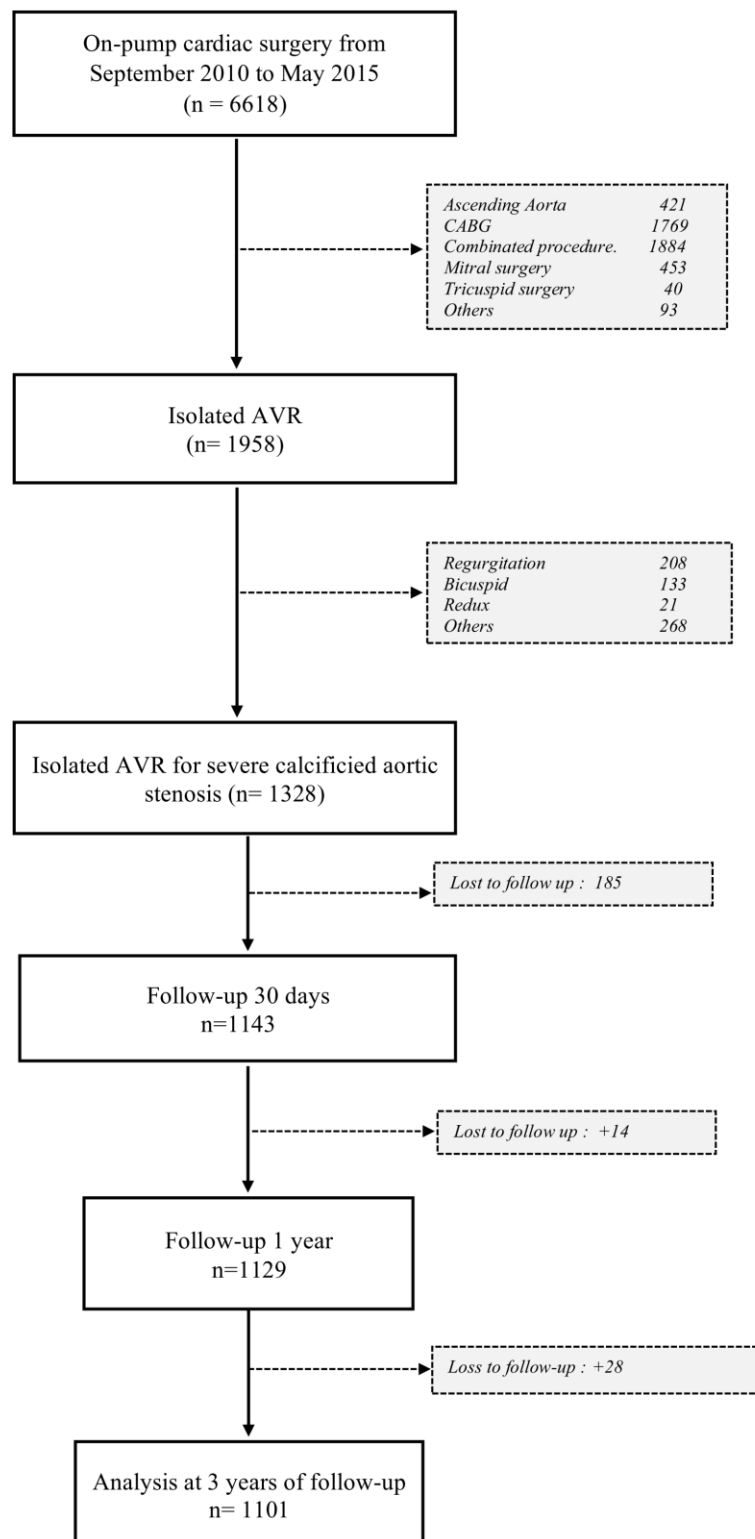 On-pump cardiac surgery from
September 2010 to May 2015
(n = 6618)
Ascending Aorta 421
CABG 1769
Combinated procedure. 1884
Mitral surgery 453
Tricuspid surgery 40
Others 93
Isolated AVR
(n= 1958)
Regurgitation 208
Bicuspid 133
Redux 21
Others 268
Isolated AVR for severe calcificied aortic
stenosis (n= 1328)
Lost to follow up : 185
Follow-up 30 days
n=1143
Lost to follow up : +14
Follow-up 1 year
n=1129
Loss to follow-up : +28
Analysis at 3 years of follow-up
n= 1101